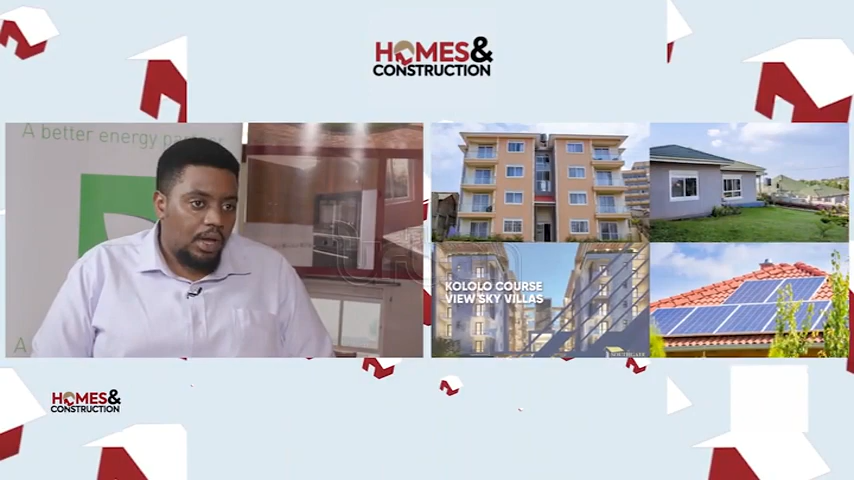 HOMES&
CONSTRUCTION
A better energy partner
KOLOLO COURSE
VIEW SKY VILLAS
HOMES&
CONSTRUCTION